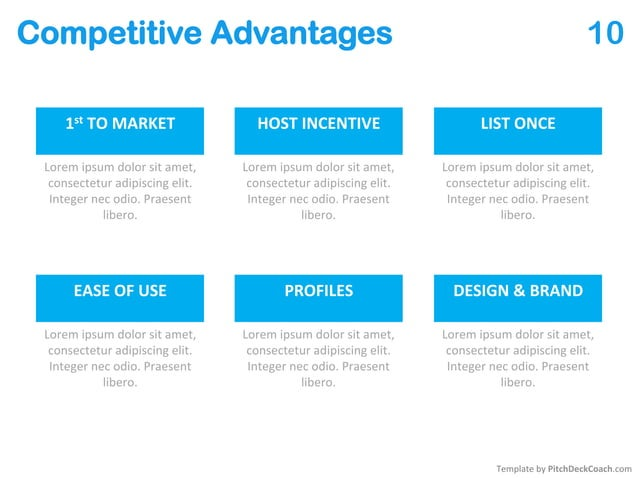 Competitive Advantages 10
1st TO MARKET
Lorem ipsum dolor sit amet,
consectetur adipiscing elit.
Integer nec odio. Praesent
libero.
HOST INCENTIVE
Lorem ipsum dolor sit amet,
consectetur adipiscing elit.
Integer nec odio. Praesent
libero.
LIST ONCE
Lorem ipsum dolor sit amet,
consectetur adipiscing elit.
Integer nec odio. Praesent
libero.
EASE OF USE
Lorem ipsum dolor sit amet,
consectetur adipiscing elit.
Integer nec odio. Praesent
libero.
PROFILES
Lorem ipsum dolor sit amet,
consectetur adipiscing elit.
Integer nec odio. Praesent
libero.
DESIGN & BRAND
Lorem ipsum dolor sit amet,
consectetur adipiscing elit.
Integer nec odio. Praesent
libero.
Template by PitchDeckCoach.com